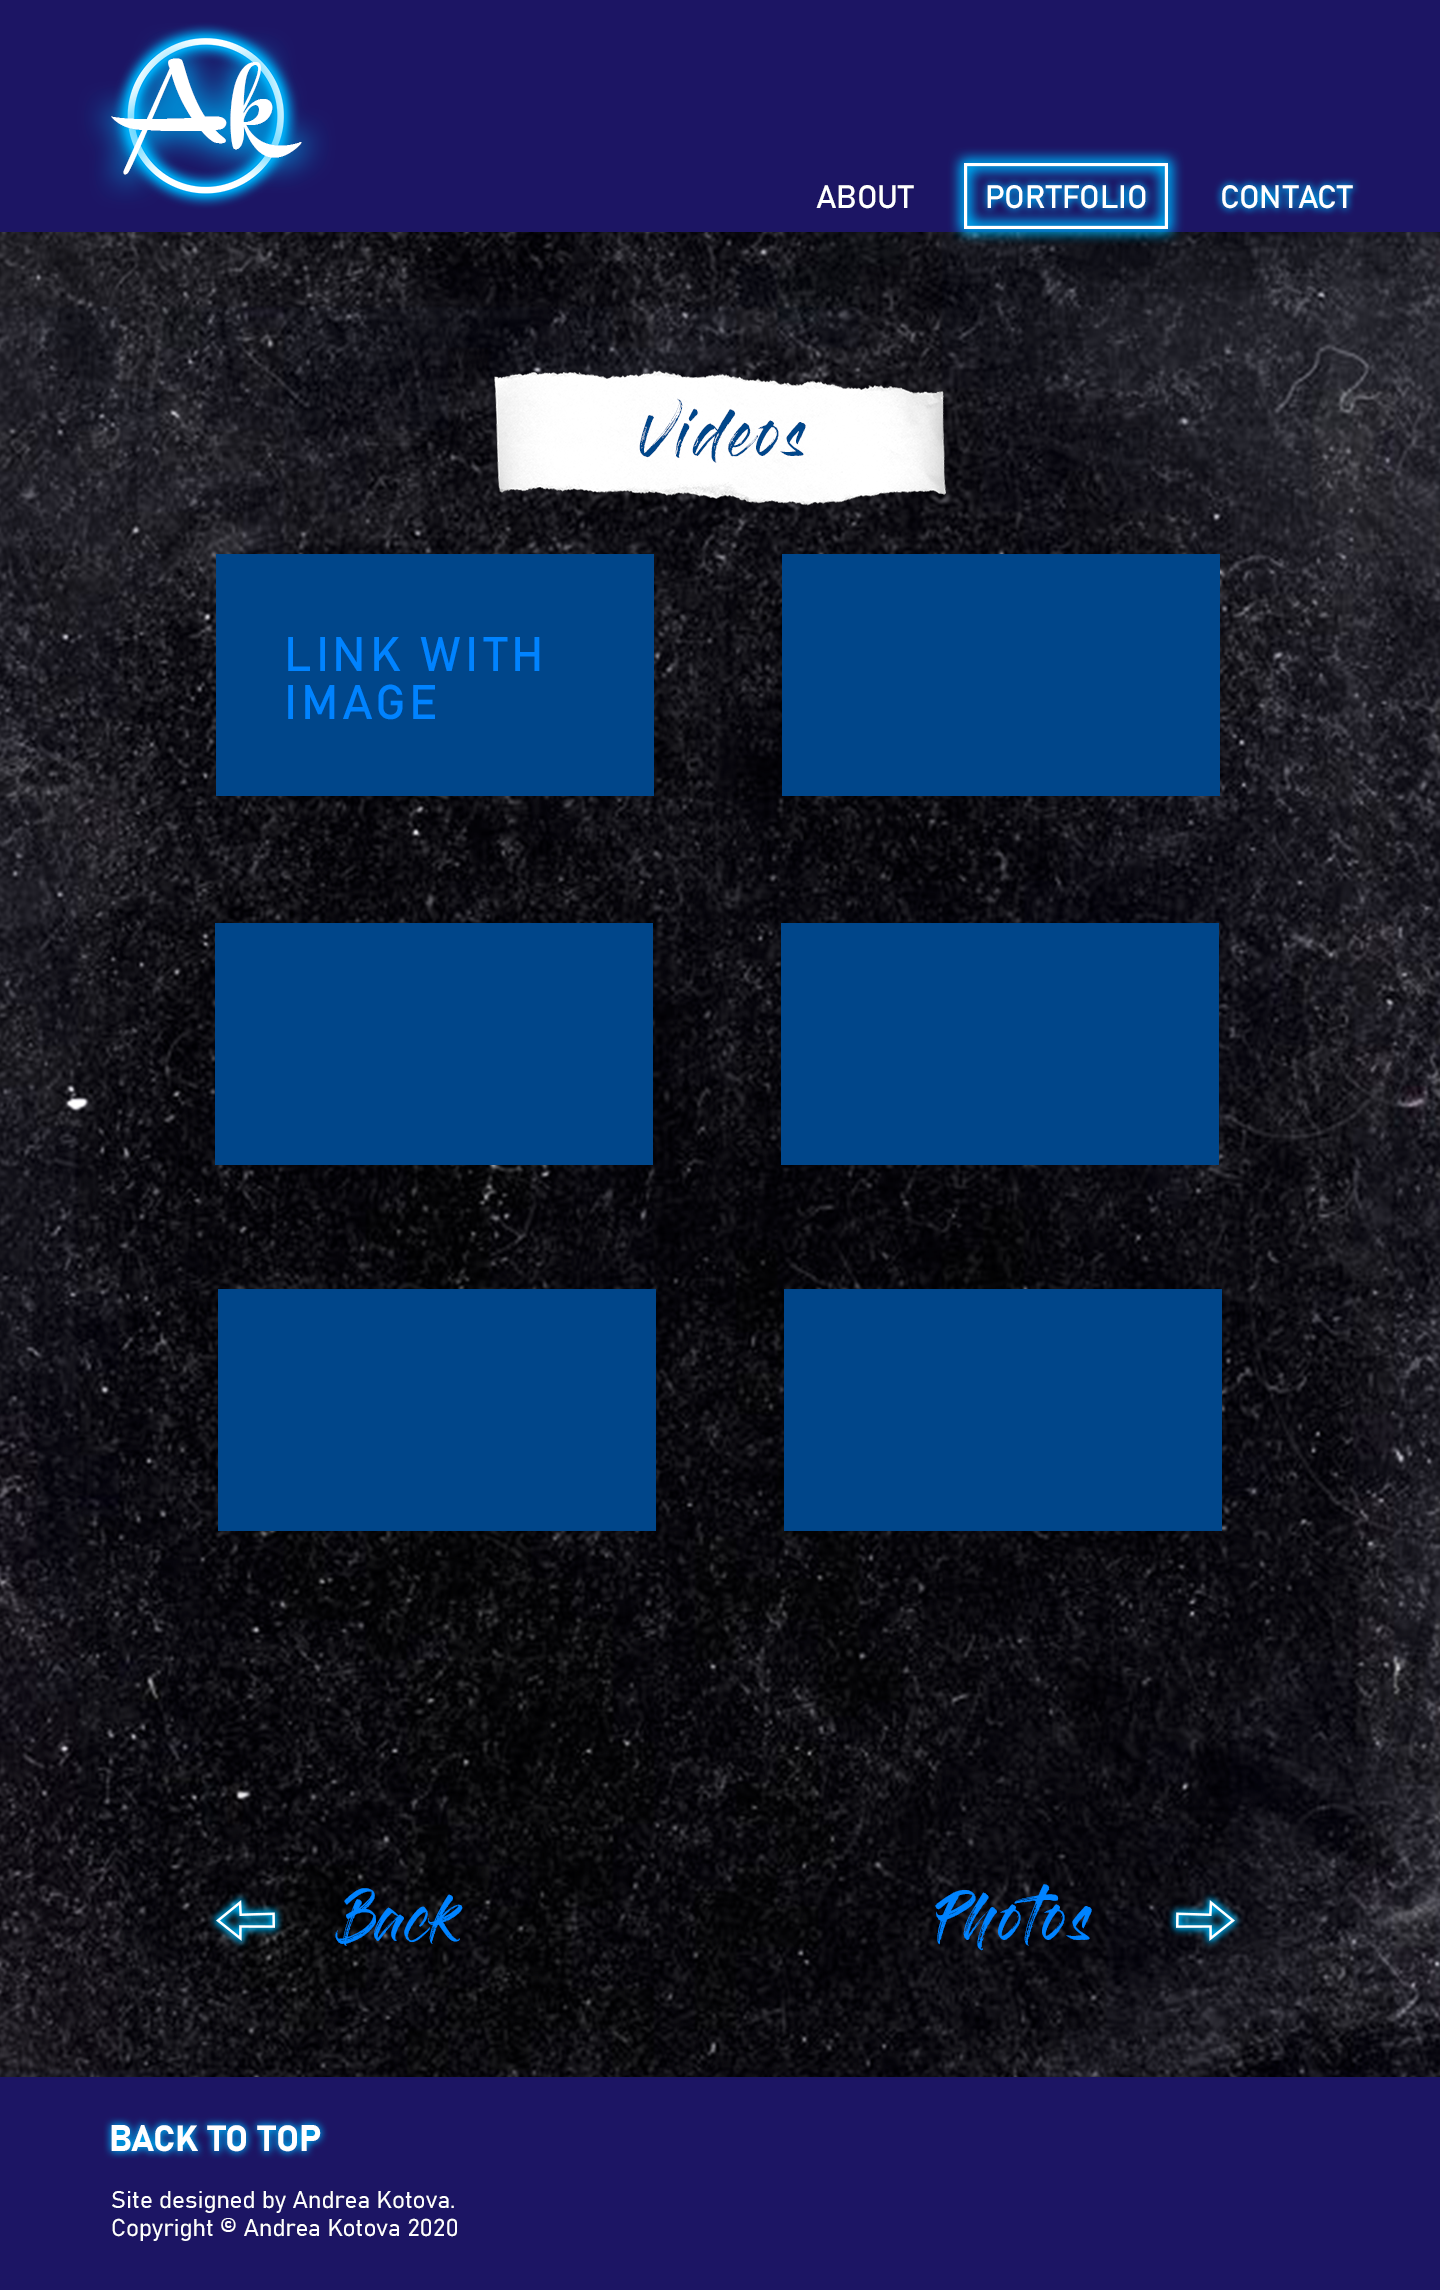 Ak
ABOUT PORTFOLIO CONTACT
Videos
LINK WITH
IMAGE
Back Photos
BACK TO TOP
Site designed by Andrea Kotova.
Copyright © Andrea Kotova 2020